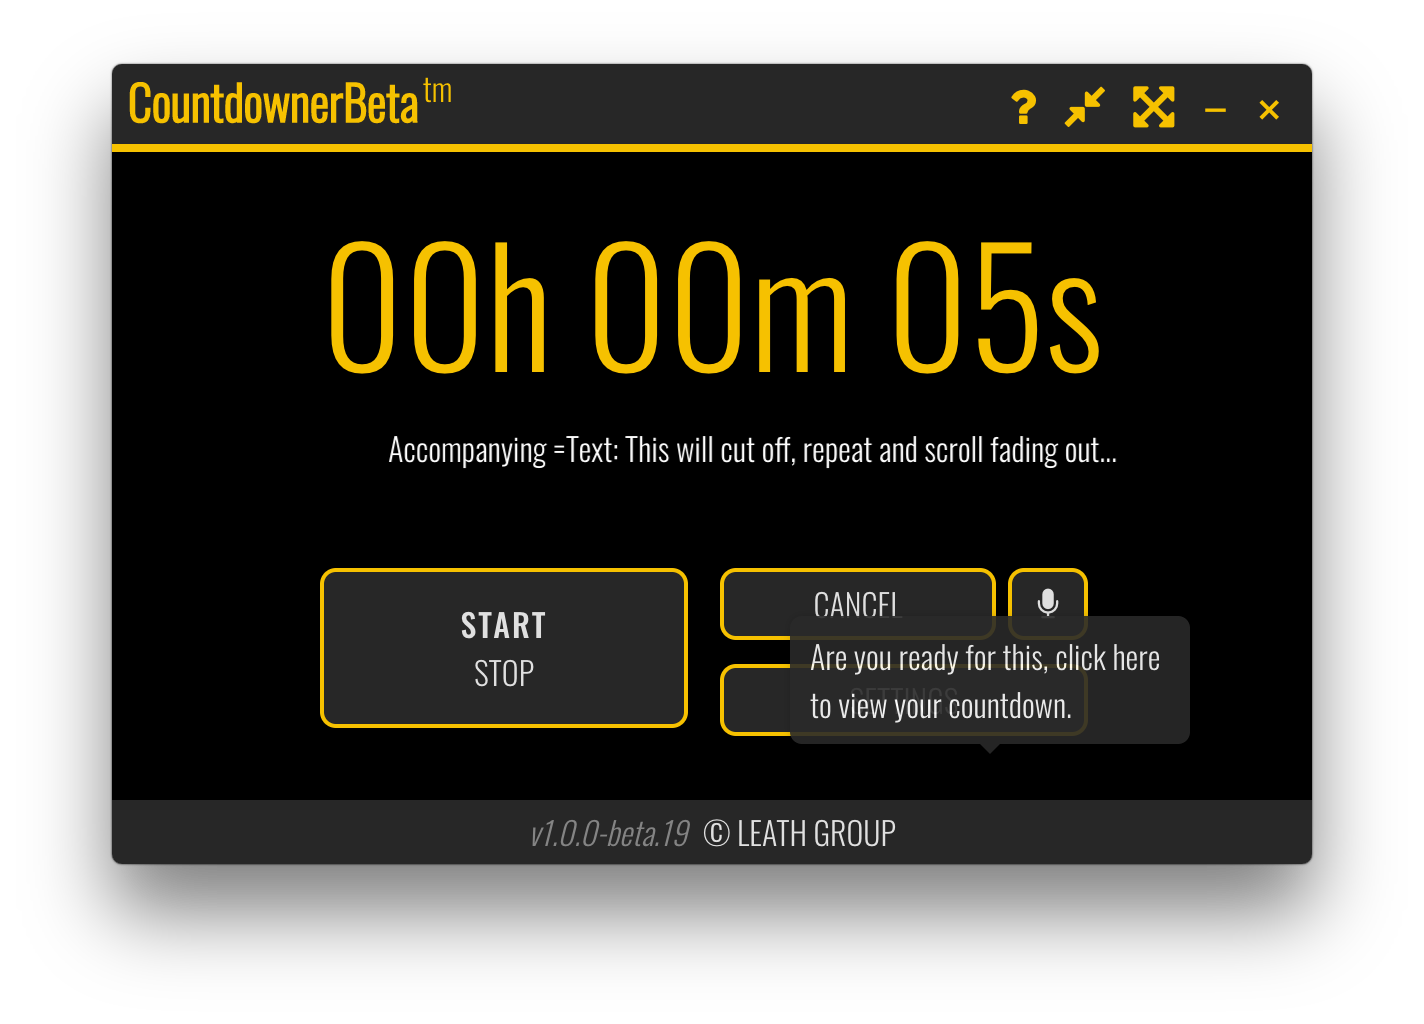 CountdownerBeta tm
00h 00m 05s
Accompanying =Text: This will cut off, repeat and scroll fading out...
START
STOP
CANCEL
Are you ready for this, click here
to view your countdown.
SETTINGS
v1.0.0-beta.19 © LEATH GROUP